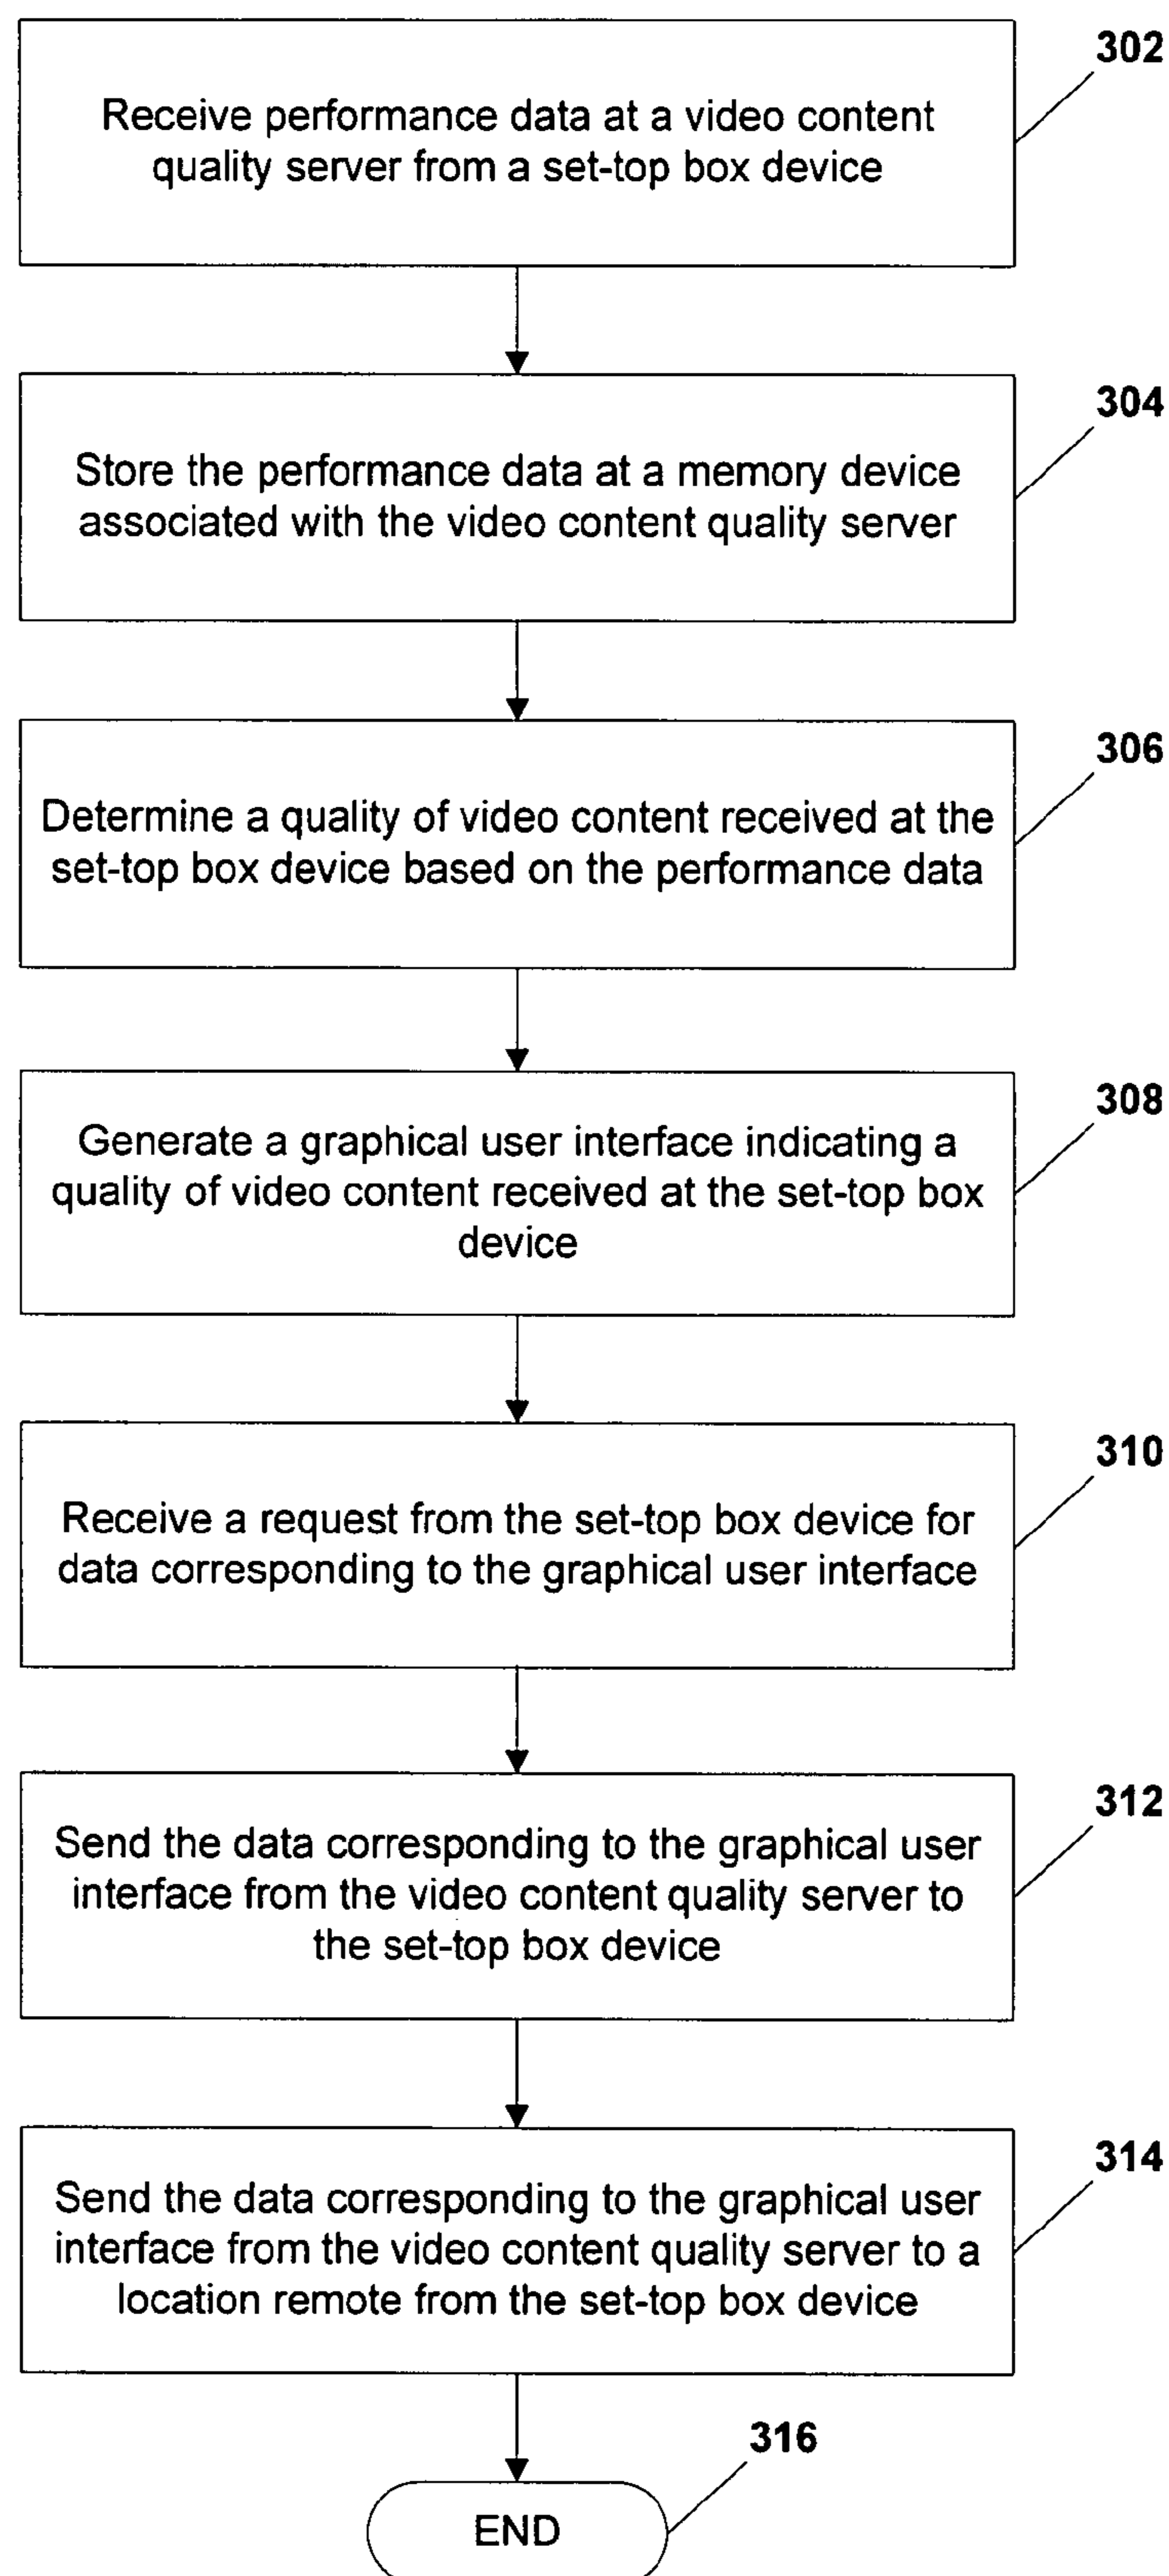 302
Receive performance data at a video content
quality server from a set-top box device
304
Store the performance data at a memory device
associated with the video content quality server
306
Determine a quality of video content received at the
set-top box device based on the performance data
308
Generate a graphical user interface indicating a
quality of video content received at the set-top box
device
310
Receive a request from the set-top box device for
data corresponding to the graphical user interface
312
Send the data corresponding to the graphical user
interface from the video content quality server to
the set-top box device
314
Send the data corresponding to the graphical user
interface from the video content quality server to a
location remote from the set-top box device
316
END